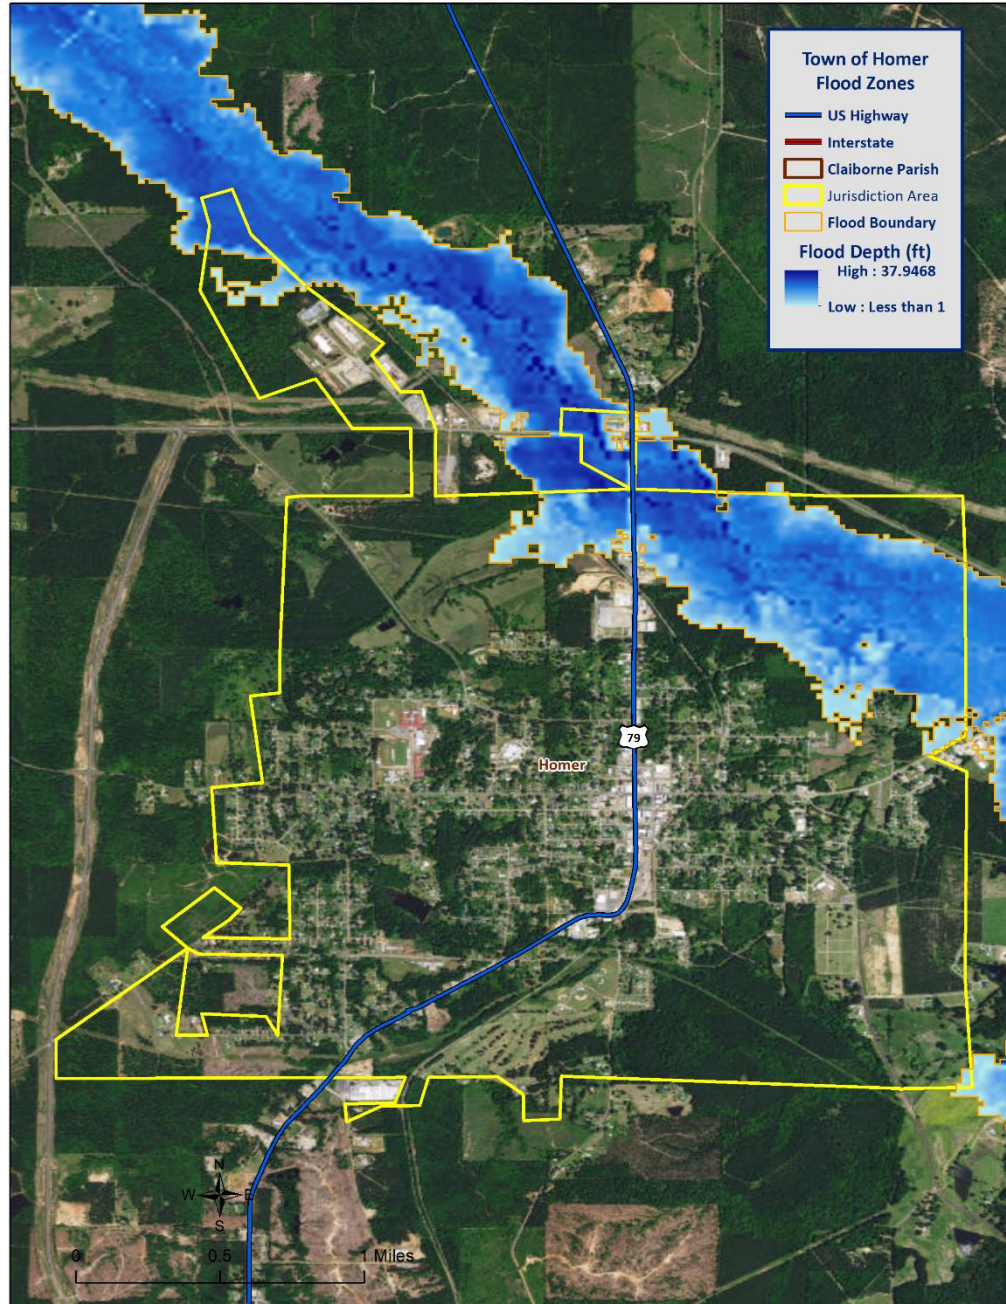 Town of Homer
Flood Zones
US Highway
Interstate
Claiborne Parish
Jurisdiction Area
Flood Boundary
Flood Depth (ft)
High : 37.9468
Low : Less than 1
79
Homer
N
W E
S
0 0.5 1 Miles